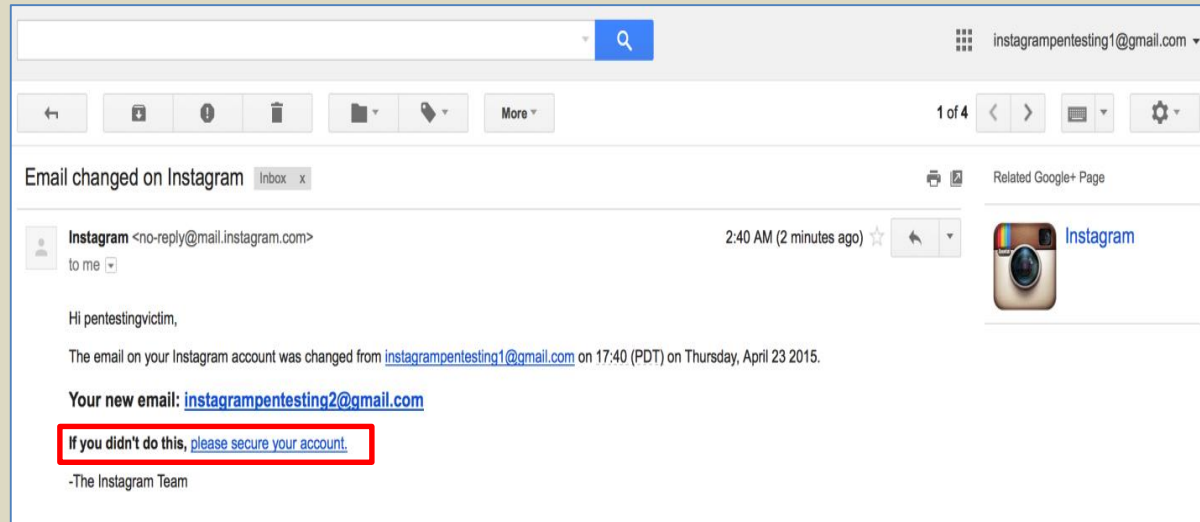 instagrampentesting1@gmail.com
More
1 of 4
Email changed on Instagram Inbox x
Related Google+ Page
Instagram <no-reply@mail.instagram.com>
2:40 AM (2 minutes ago)
Instagram
to me
Hi pentestingvictim,
The email on your Instagram account was changed from instagrampentesting1@gmail.com on 17:40 (PDT) on Thursday, April 23 2015.
Your new email: instagrampentesting2@gmail.com
If you didn't do this, please secure your account.
-The Instagram Team